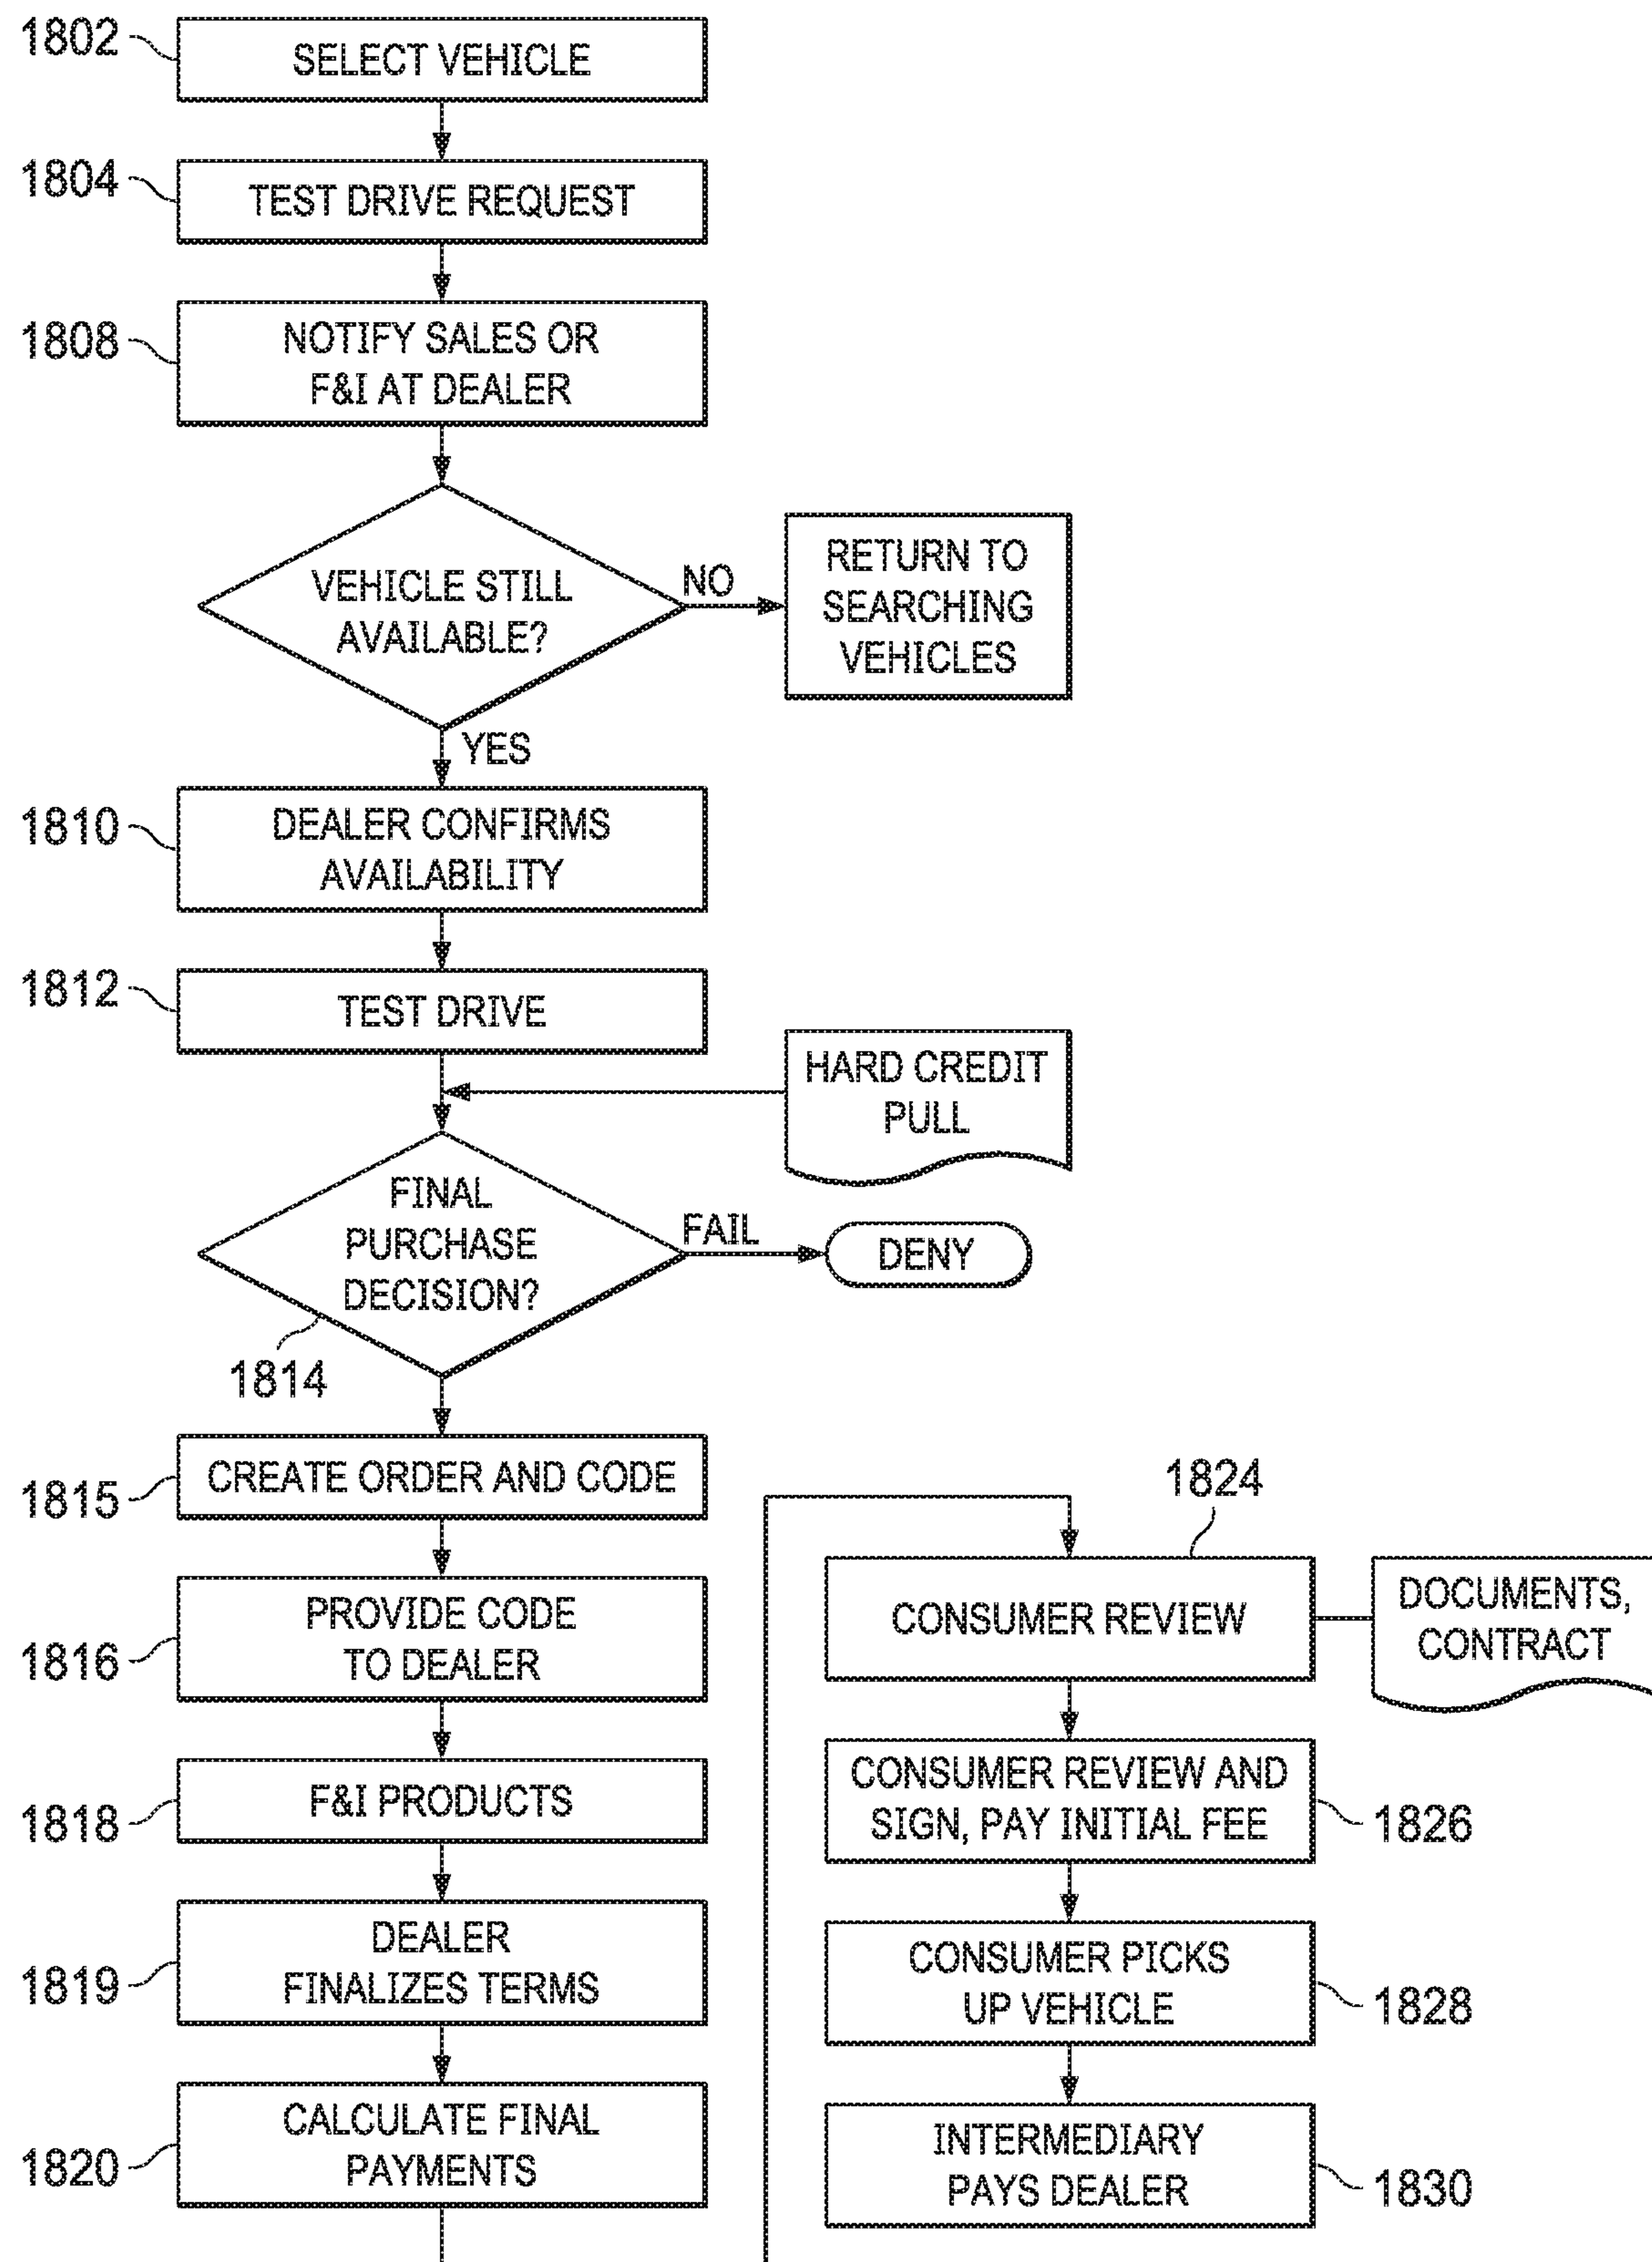 1802
SELECT VEHICLE
1804
TEST DRIVE REQUEST
1808
NOTIFY SALES OR
F&I AT DEALER
VEHICLE STILL
AVAILABLE?
NO
RETURN TO
SEARCHING
VEHICLES
YES
1810
DEALER CONFIRMS
AVAILABILITY
1812
TEST DRIVE
HARD CREDIT
PULL
FINAL
PURCHASE
DECISION?
FAIL
DENY
1814
1815
CREATE ORDER AND CODE
1816
PROVIDE CODE
TO DEALER
1818
F&I PRODUCTS
1819
DEALER
FINALIZES TERMS
1820
CALCULATE FINAL
PAYMENTS
1824
CONSUMER REVIEW
DOCUMENTS,
CONTRACT
CONSUMER REVIEW AND
SIGN, PAY INITIAL FEE
1826
CONSUMER PICKS
UP VEHICLE
1828
INTERMEDIARY
PAYS DEALER
1830